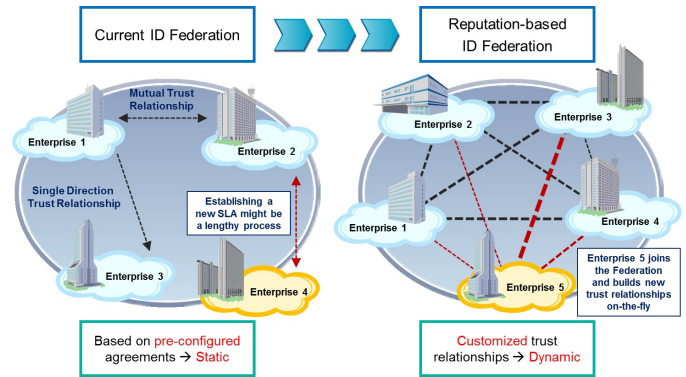 Current ID Federation
Reputation-based
ID Federation
Mutual Trust
Relationship
Enterprise 1
Enterprise 2
Single Direction
Trust Relationship
Establishing a
new SLA might be
a lengthy process
Enterprise 3
Enterprise 4
Based on pre-configured
agreements → Static
Enterprise 2
Enterprise 3
Enterprise 1
Enterprise 4
Enterprise 5
Enterprise 5 joins
the Federation
and builds new
trust relationships
on-the-fly
Customized trust
relationships → Dynamic